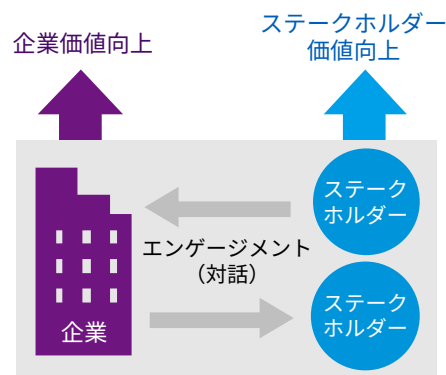 企業価値向上
ステークホルダー
価値向上
ステーク
ホルダー
エンゲージメント
（対話）
企業
ステーク
ホルダー